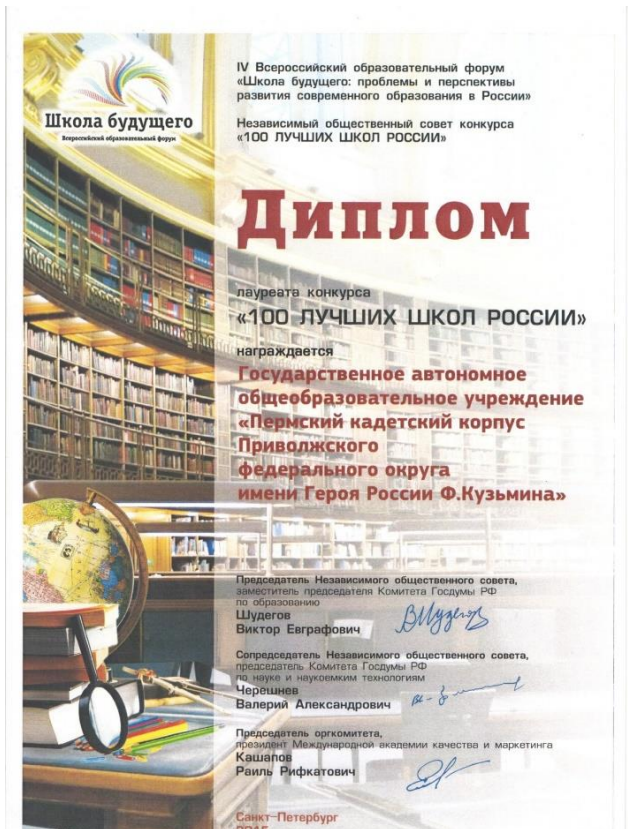 Школа будущего
Всероссийский образовательный форум
IV Всероссийский образовательный форум
«Школа будущего: проблемы и перспективы
развития современного образования в России»
Независимый общественный совет конкурса
«100 ЛУЧШИХ ШКОЛ РОССИИ»
Диплом
лауреата конкурса
«100 ЛУЧШИХ ШКОЛ РОССИИ»
награждается
Государственное автономное
общеобразовательное учреждение
«Пермский кадетский корпус
Приволжского
федерального округа
имени Героя России Ф.Кузьмина»
Председатель Независимого общественного совета,
заместитель председателя Комитета Госдумы РФ
по образованию
Шудегов
Виктор Евграфович
Сопредседатель Независимого общественного совета,
председатель Комитета Госдумы РФ
по науке и наукоемким технологиям
Черешнев
Валерий Александрович
Председатель оргкомитета,
президент Международной академии качества и маркетинга
Кашапов
Раиль Рифкатович
Санкт-Петербург